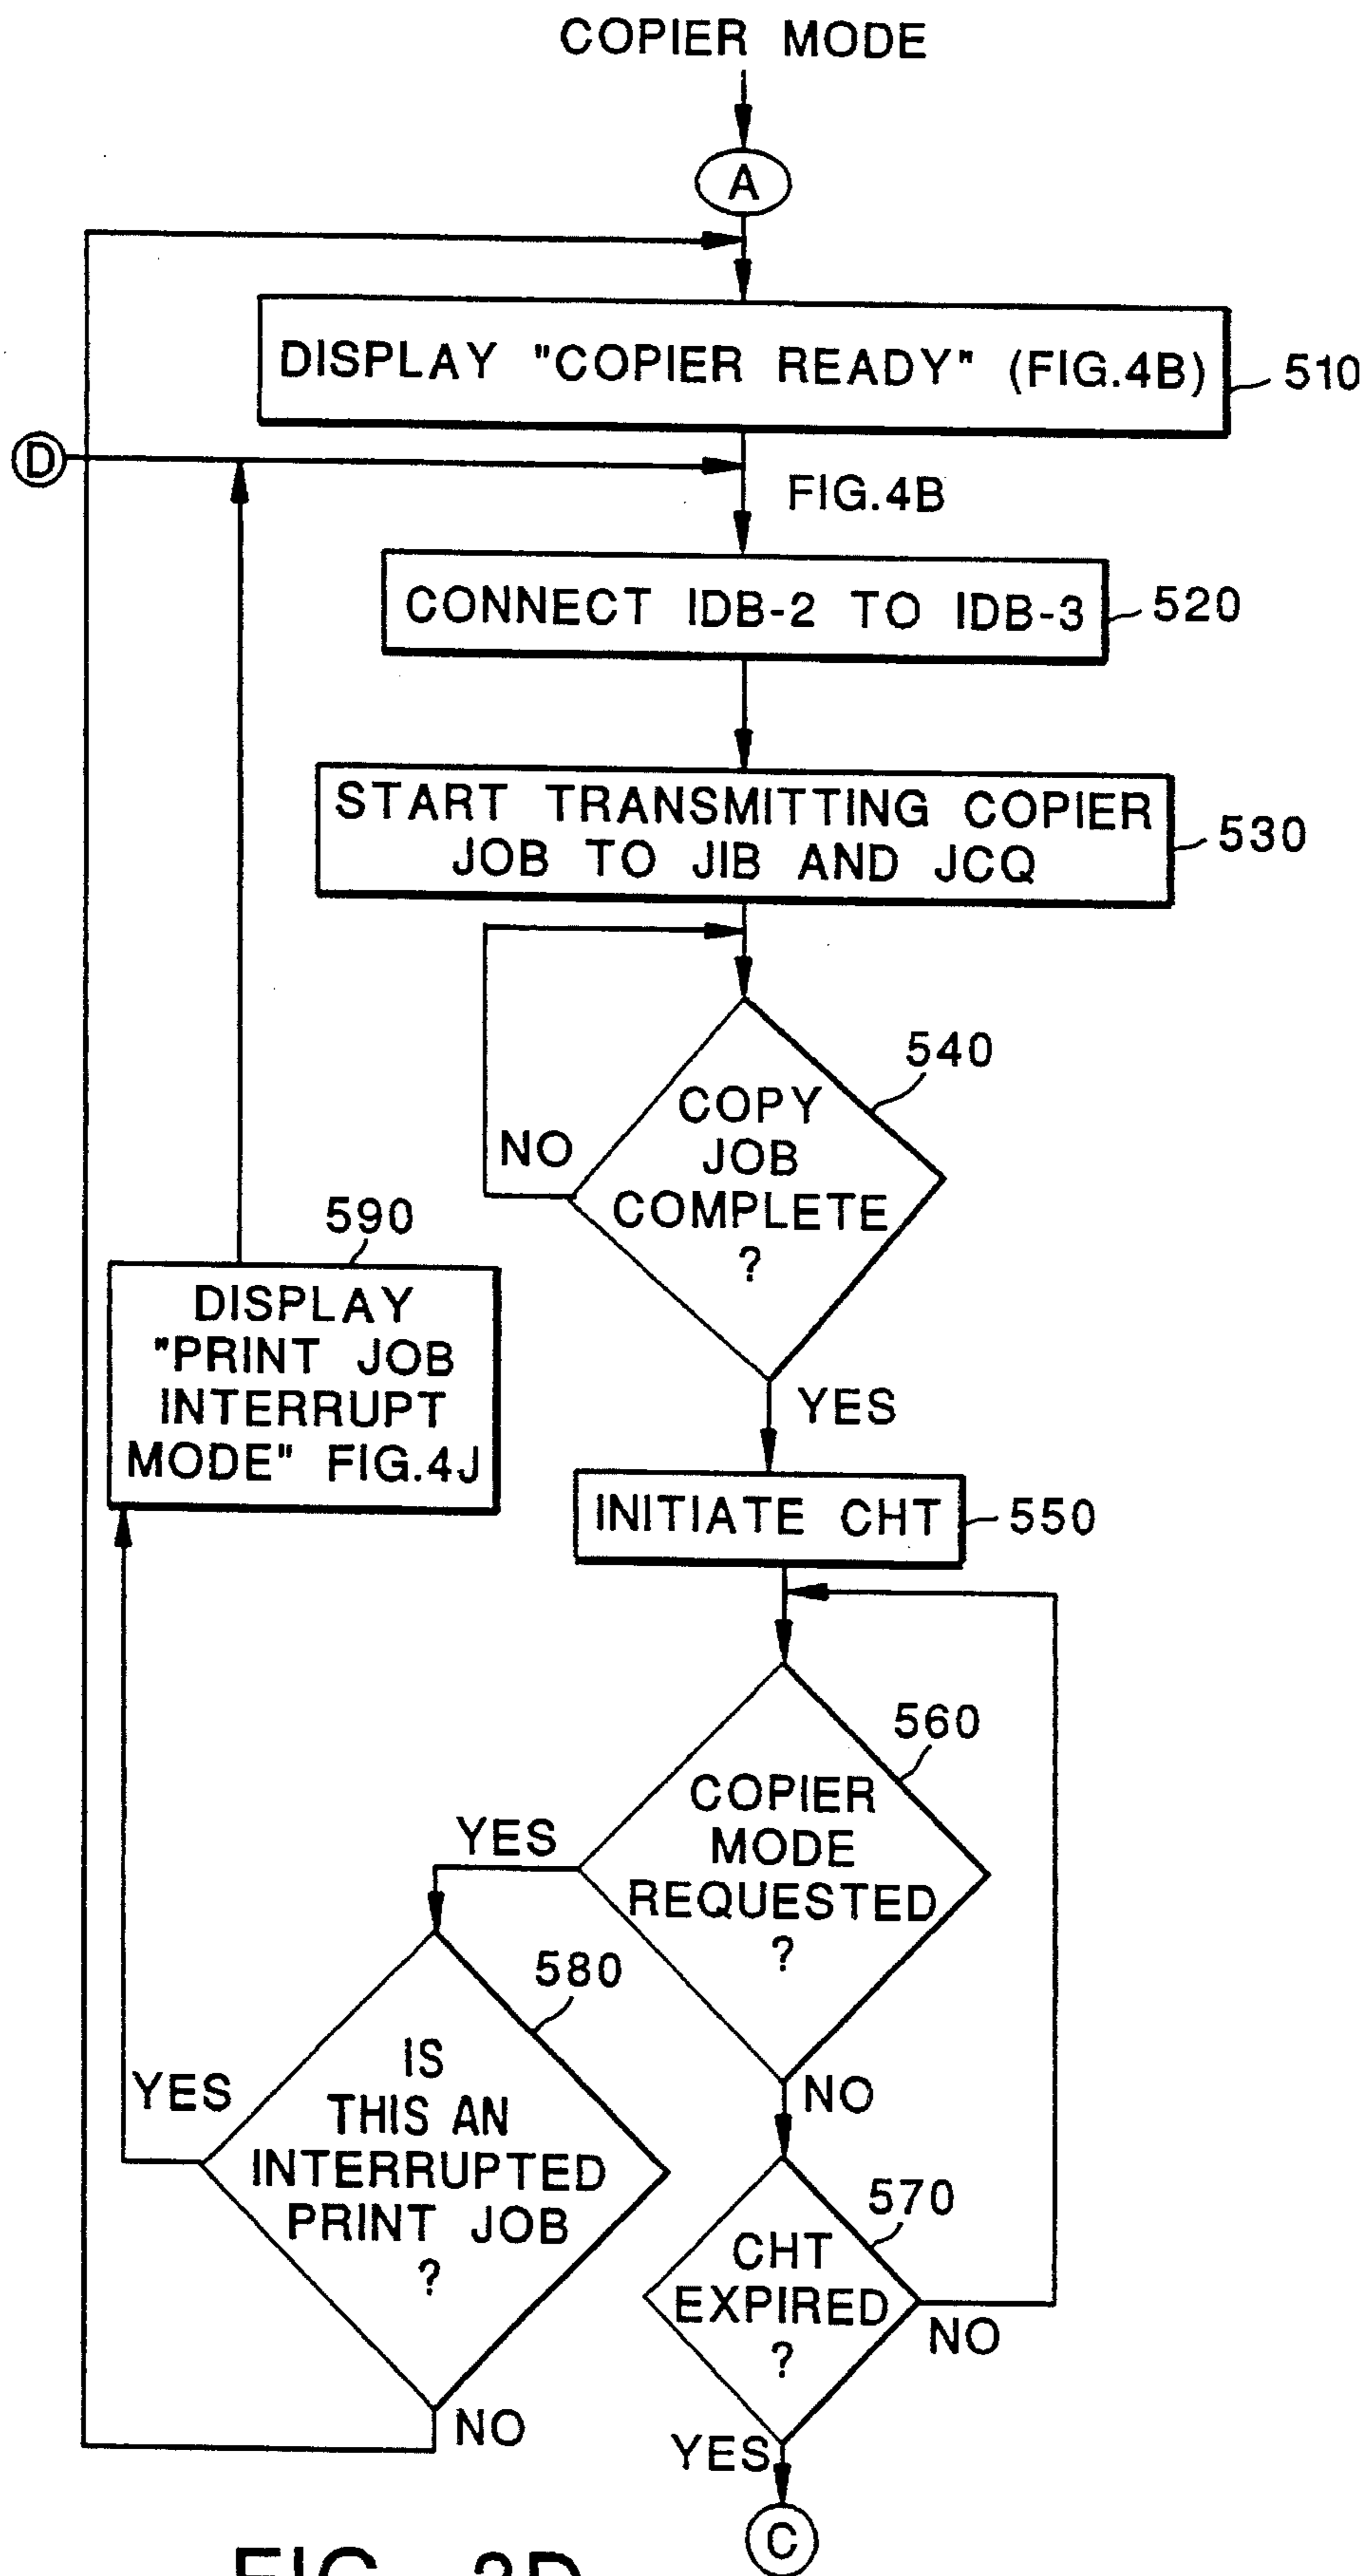 COPIER MODE
A
DISPLAY "COPIER READY" (FIG.4B)
510
D
FIG.4B
CONNECT IDB-2 TO IDB-3
520
START TRANSMITTING COPIER
JOB TO JIB AND JCQ
530
540
COPY
JOB
COMPLETE
?
NO
YES
590
DISPLAY
"PRINT JOB
INTERRUPT
MODE" FIG.4J
INITIATE CHT
550
560
COPIER
MODE
REQUESTED
?
YES
NO
580
IS
THIS AN
INTERRUPTED
PRINT JOB
?
YES
NO
570
CHT
EXPIRED
?
NO
YES
C